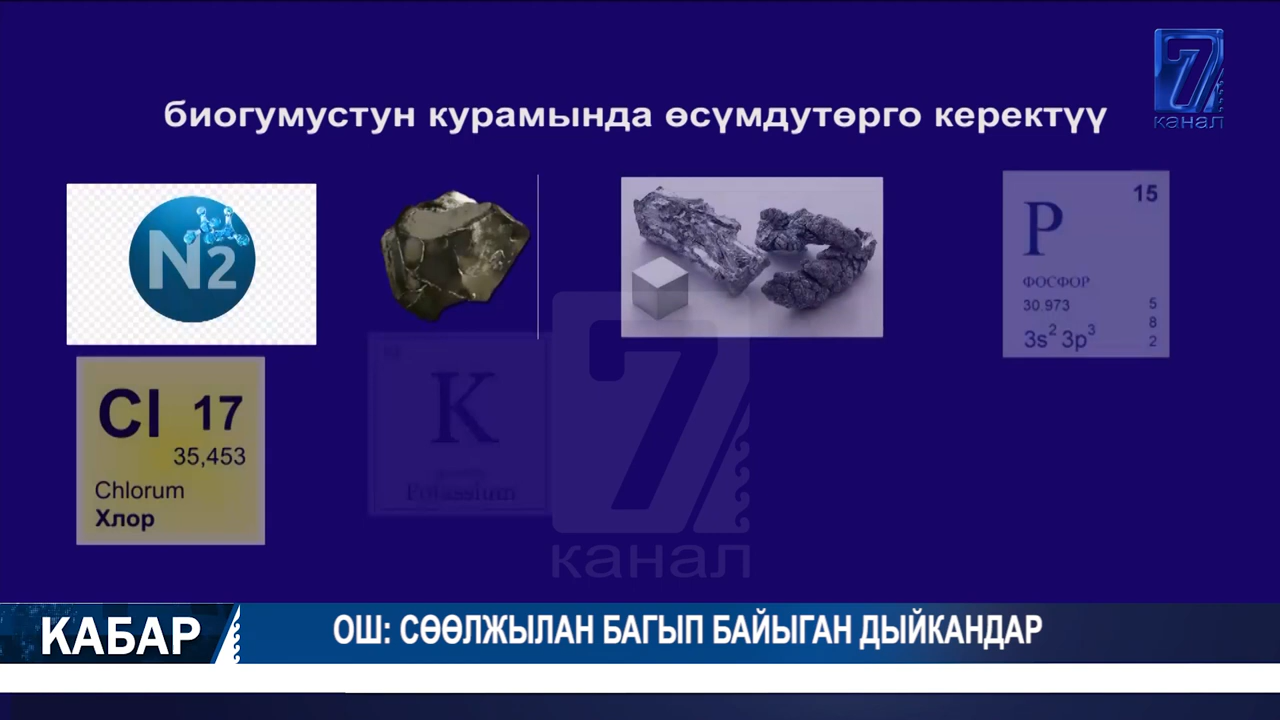 7
канал
биогумустун курамында өсүмдутөрго керектүү
N2
15
P
ФОСФОР
30.973
5
8
2
3s2 3p3
Cl 17
35,453
Chlorum
Хлор
K
Potassium
7
канал
КАБАР
ОШ: СӨӨЛЖЫЛАН БАГЫП БАЙЫГАН ДЫЙКАНДАР